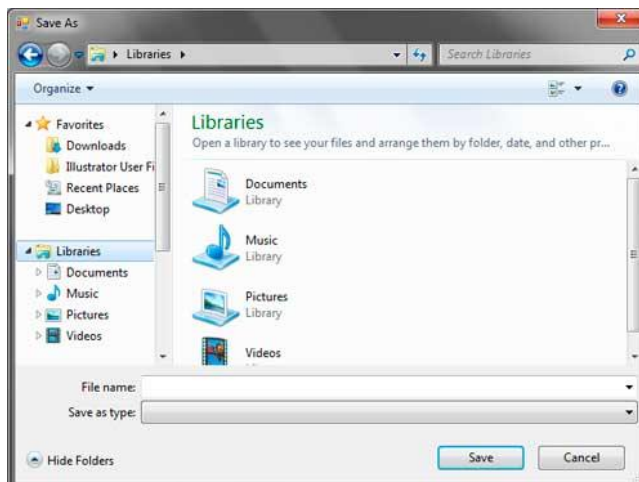 Save As
Libraries
Search Libraries
Organize
Favorites
Downloads
Illustrator User Fi
Recent Places
Desktop
Libraries
Documents
Music
Pictures
Videos
Libraries
Open a library to see your files and arrange them by folder, date, and other pr...
Documents
Library
Music
Library
Pictures
Library
Videos
File name:
Save as type:
Hide Folders
Save
Cancel